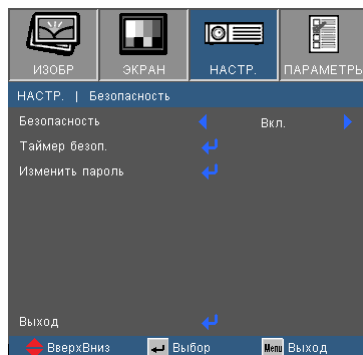 ИЗОБР ЭКРАН НАСТР. ПАРАМЕТРЫ
НАСТР. | Безопасность
Безопасность Вкл.
Таймер безоп.
Изменить пароль
Выход
ВверхВниз Выбор Menu Выход